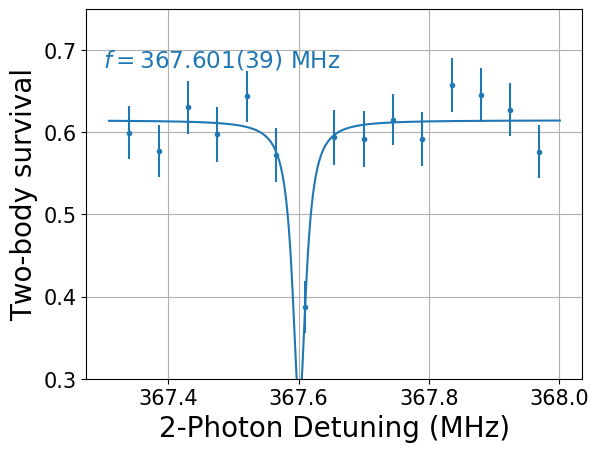 f = 367.601(39) MHz
0.7
0.6
0.5
0.4
0.3
Two-body survival
367.4 367.6 367.8 368.0
2-Photon Detuning (MHz)